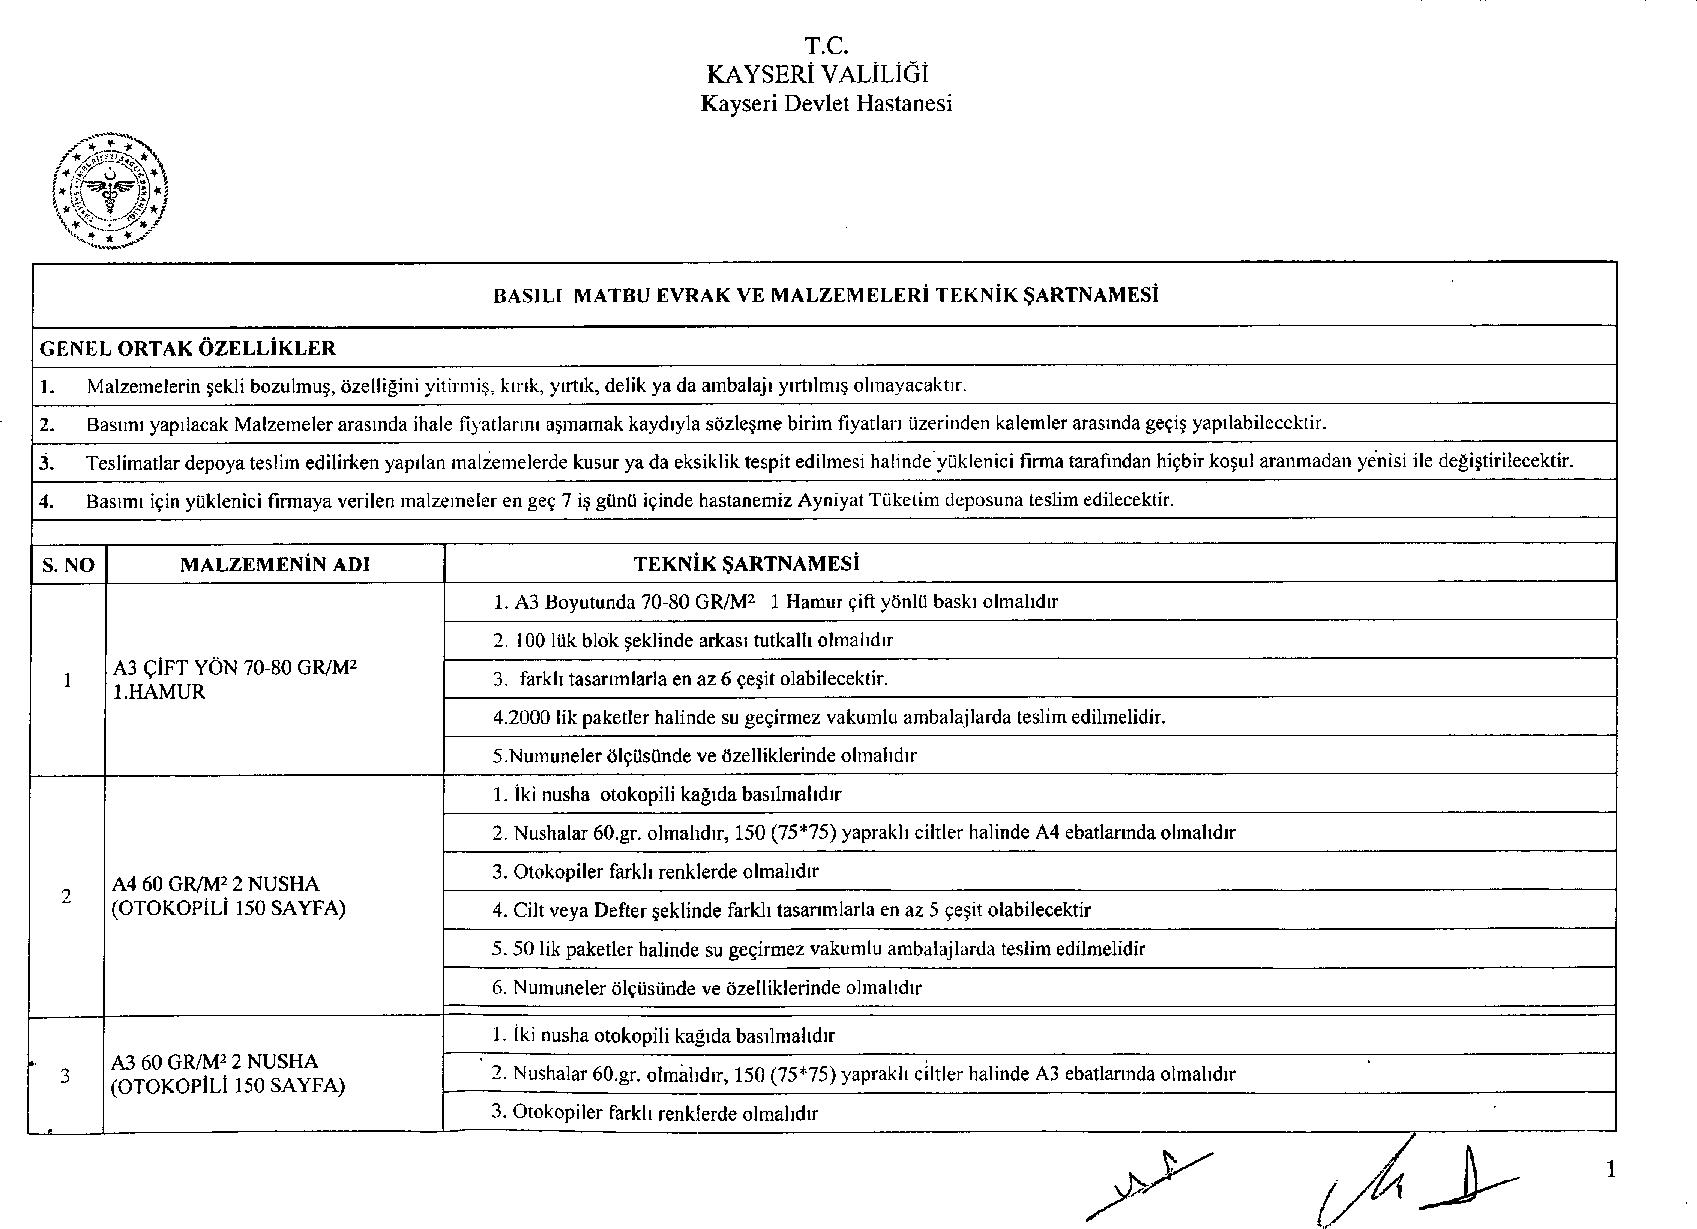 T.C.
KAYSERİ VALİLİĞİ
Kayseri Devlet Hastanesi
BASILI MATBU EVRAK VE MALZEMELERİ TEKNİK ŞARTNAMESİ
GENEL ORTAK ÖZELLİKLER
1. Malzemelerin şekli bozulmuş, özelliğini yitirmiş, kırık, yırtık, delik ya da ambalajı yırtılmış olmayacaktır.
2. Basımı yapılacak Malzemeler arasında ihale fiyatlarını aşmamak kaydıyla sözleşme birim fiyatları üzerinden kalemler arasında geçiş yapılabilecektir.
3. Teslimatlar depoya teslim edilirken yapılan malzemelerde kusur ya da eksiklik tespit edilmesi halinde yüklenici firma tarafından hiçbir koşul aranmadan yenisi ile değiştirilecektir.
4. Basımı için yüklenici firmaya verilen malzemeler en geç 7 iş günü içinde hastanemiz Ayniyat Tüketim deposuna teslim edilecektir.
S. NO MALZEMENİN ADI TEKNİK ŞARTNAMESİ
1
A3 ÇİFT YÖN 70-80 GR/M²
1.HAMUR
1. A3 Boyutunda 70-80 GR/M² 1 Hamur çift yönlü baskı olmalıdır
2. 100 lük blok şeklinde arkası tutkallı olmalıdır
3. farklı tasarımlarla en az 6 çeşit olabilecektir.
4.2000 lik paketler halinde su geçirmez vakumlu ambalajlarda teslim edilmelidir.
5.Numuneler ölçüsünde ve özelliklerinde olmalıdır
2
A4 60 GR/M² 2 NUSHA
(OTOKOPİLİ 150 SAYFA)
1. İki nusha otokopili kağıda basılmalıdır
2. Nushalar 60.gr. olmalıdır, 150 (75*75) yapraklı ciltler halinde A4 ebatlarında olmalıdır
3. Otokopiler farklı renklerde olmalıdır
4. Cilt veya Defter şeklinde farklı tasarımlarla en az 5 çeşit olabilecektir
5. 50 lik paketler halinde su geçirmez vakumlu ambalajlarda teslim edilmelidir
6. Numuneler ölçüsünde ve özelliklerinde olmalıdır
3
A3 60 GR/M² 2 NUSHA
(OTOKOPİLİ 150 SAYFA)
1. İki nusha otokopili kağıda basılmalıdır
2. Nushalar 60.gr. olmalıdır, 150 (75*75) yapraklı ciltler halinde A3 ebatlarında olmalıdır
3. Otokopiler farklı renklerde olmalıdır
1